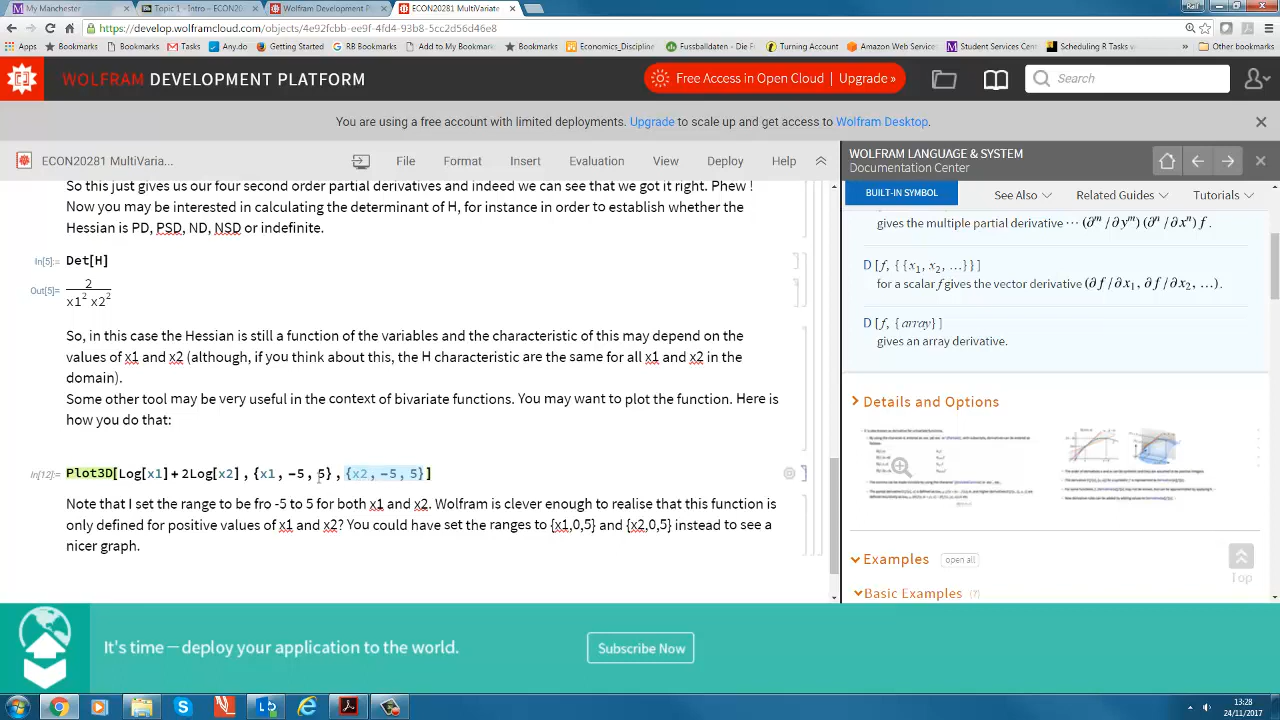 My Manchester
Topic 1 - Intro - ECON20
Wolfram Development Pl
ECON20281 MultiVariate
Ralf
https://develop.wolframcloud.com/objects/4e92fcbb-ee9f-4fd4-93b8-5cc2d56d46e8
Apps Bookmarks Bookmarks Tasks Any.do Getting Started RB Bookmarks Add to My Bookmarks Bookmarks Economics_Discipline Fussballdaten - Die F Turning Account Amazon Web Services Student Services Cent Scheduling R Tasks Other bookmarks
WOLFRAM DEVELOPMENT PLATFORM
Free Access in Open Cloud | Upgrade »
Search
You are using a free account with limited deployments. Upgrade to scale up and get access to Wolfram Desktop.
ECON20281 MultiVaria...
File Format Insert Evaluation View Deploy Help
So this just gives us our four second order partial derivatives and indeed we can see that we got it right. Phew !
Now you may be interested in calculating the determinant of H, for instance in order to establish whether the
Hessian is PD, PSD, ND, NSD or indefinite.
In[5]:= Det[H]
Out[5]= 2
x1² x2²
So, in this case the Hessian is still a function of the variables and the characteristic of this may depend on the
values of x1 and x2 (although, if you think about this, the H characteristic are the same for all x1 and x2 in the
domain).
Some other tool may be very useful in the context of bivariate functions. You may want to plot the function. Here is
how you do that:
In[12]:= Plot3D[Log[x1] Log[x2], {x1, -5, 5}, {x2, -5, 5}]
Note that I set the range from -5 to 5 for both x1 and x2. Wolfram is clever enough to realise that this function is
only defined for positive values of x1 and x2? You could have set the ranges to {x1,0,5} and {x2,0,5} instead to see a
nicer graph.
WOLFRAM LANGUAGE & SYSTEM
Documentation Center
BUILT-IN SYMBOL
See Also Related Guides Tutorials
gives the multiple partial derivative ⋯ (∂ᵐ/∂yᵐ) (∂ⁿ/∂xⁿ) f.
D [f, {{x₁, x₂, …}}]
for a scalar f gives the vector derivative (∂f/∂x₁, ∂f/∂x₂, …).
D [f, {array}]
gives an array derivative.
Details and Options
Examples open all
Top
Basic Examples (7)
It's time – deploy your application to the world.
Subscribe Now
13:28
24/11/2017